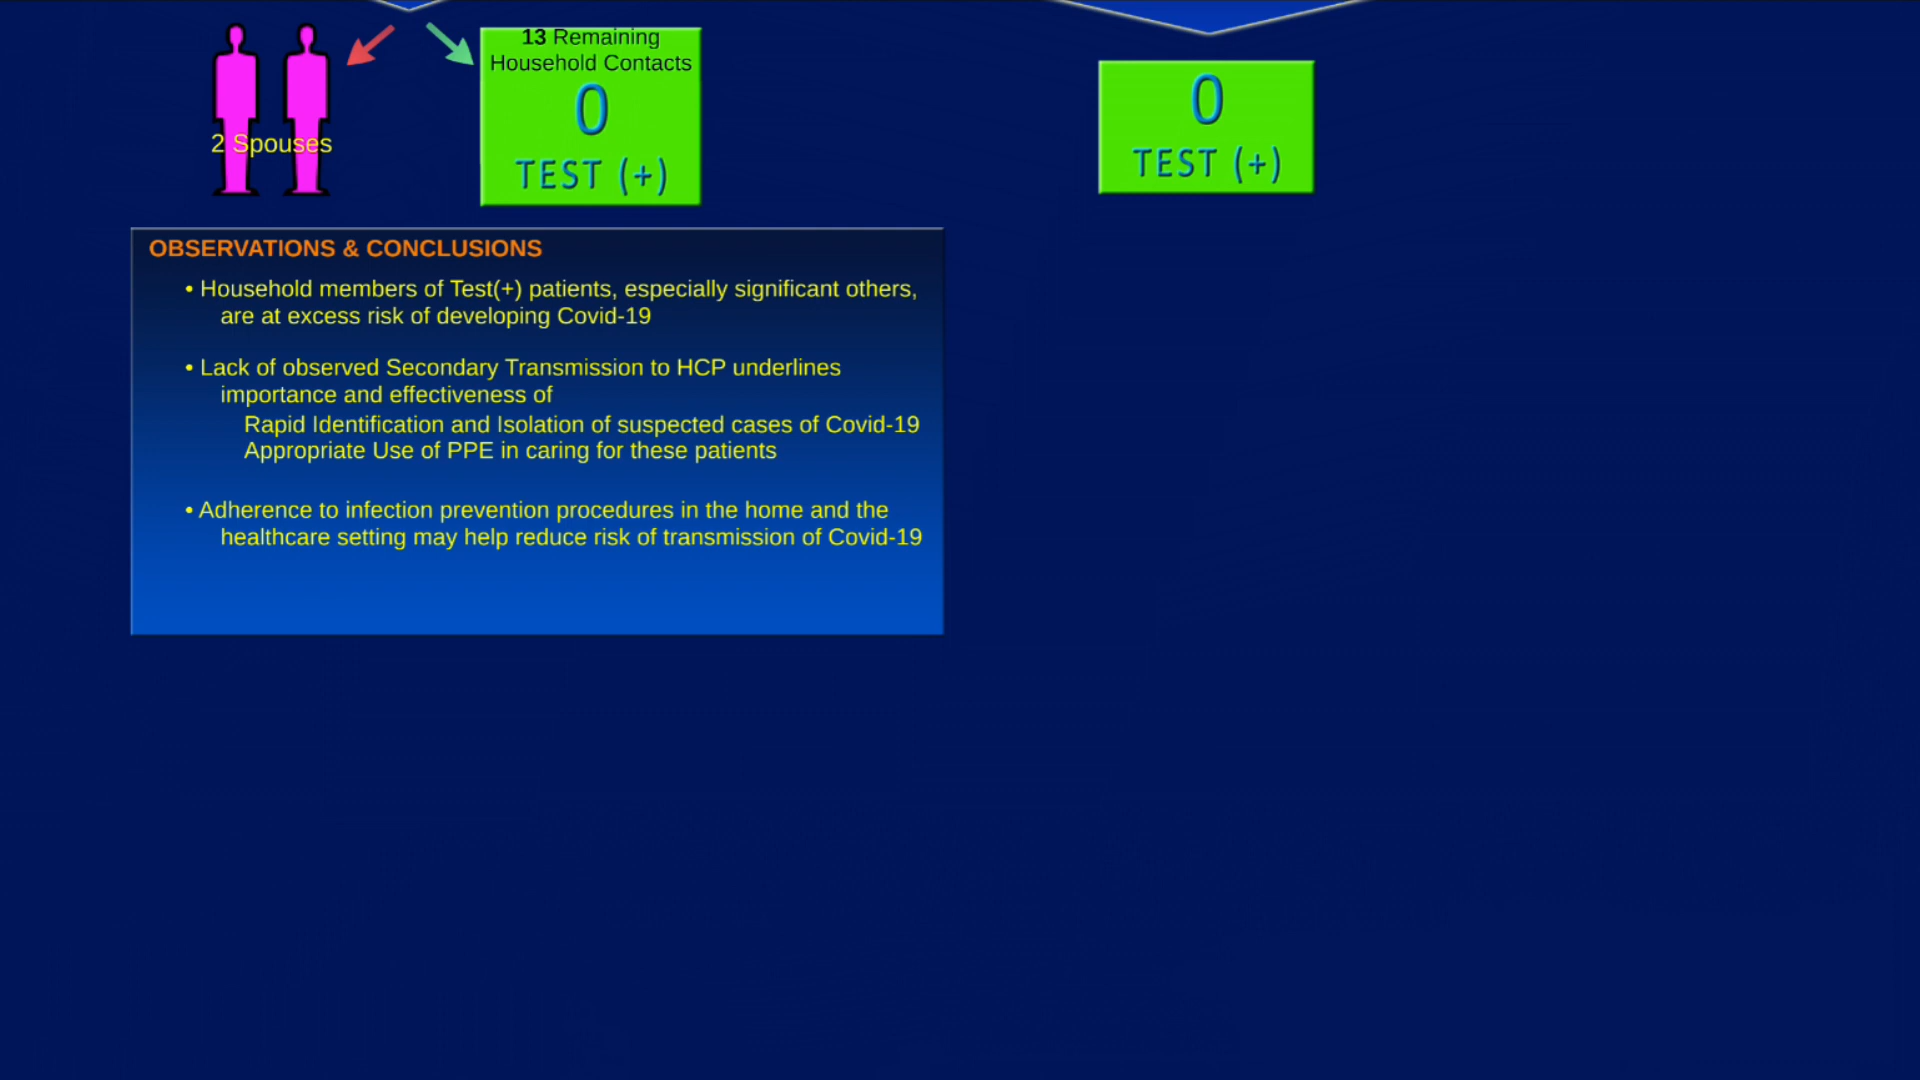 2 Spouses
13 Remaining
Household Contacts
0
TEST (+)
0
TEST (+)
OBSERVATIONS & CONCLUSIONS
• Household members of Test(+) patients, especially significant others,
are at excess risk of developing Covid-19
• Lack of observed Secondary Transmission to HCP underlines
importance and effectiveness of
Rapid Identification and Isolation of suspected cases of Covid-19
Appropriate Use of PPE in caring for these patients
• Adherence to infection prevention procedures in the home and the
healthcare setting may help reduce risk of transmission of Covid-19